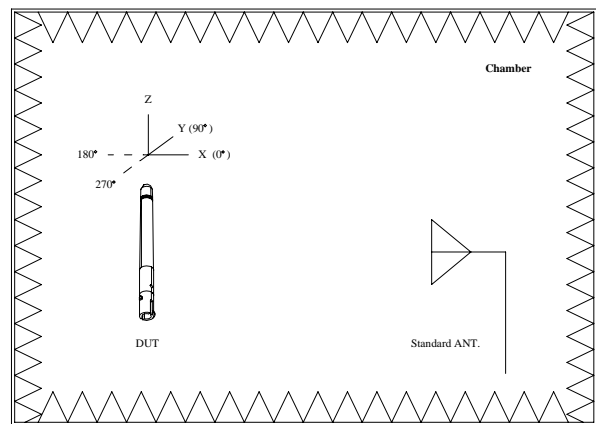 Chamber
Z
Y (90°)
180°
X (0°)
270°
DUT
Standard ANT.